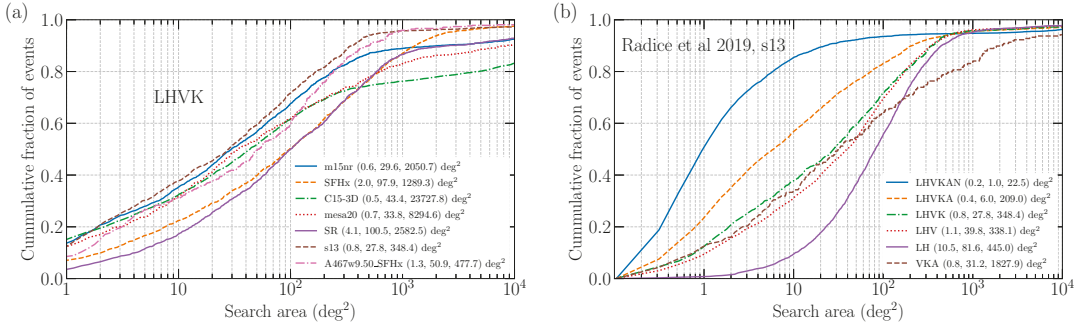 (a)
Cummulative fraction of events
1.0
0.8
0.6
0.4
0.2
0.0
LHVK
m15nr (0.6, 29.6, 2050.7) deg²
SFHx (2.0, 97.9, 1289.3) deg²
C15-3D (0.5, 43.4, 23727.8) deg²
mesa20 (0.7, 33.8, 8294.6) deg²
SR (4.1, 100.5, 2582.5) deg²
s13 (0.8, 27.8, 348.4) deg²
A467w9.50_SFHx (1.3, 50.9, 477.7) deg²
1
10
10²
10³
10⁴
Search area (deg²)
(b)
Cummulative fraction of events
1.0
0.8
0.6
0.4
0.2
0.0
Radice et al 2019, s13
LHVKAN (0.2, 1.0, 22.5) deg²
LHVKA (0.4, 6.0, 209.0) deg²
LHVK (0.8, 27.8, 348.4) deg²
LHV (1.1, 39.8, 338.1) deg²
LH (10.5, 81.6, 445.0) deg²
VKA (0.8, 31.2, 1827.9) deg²
1
10
10²
10³
10⁴
Search area (deg²)